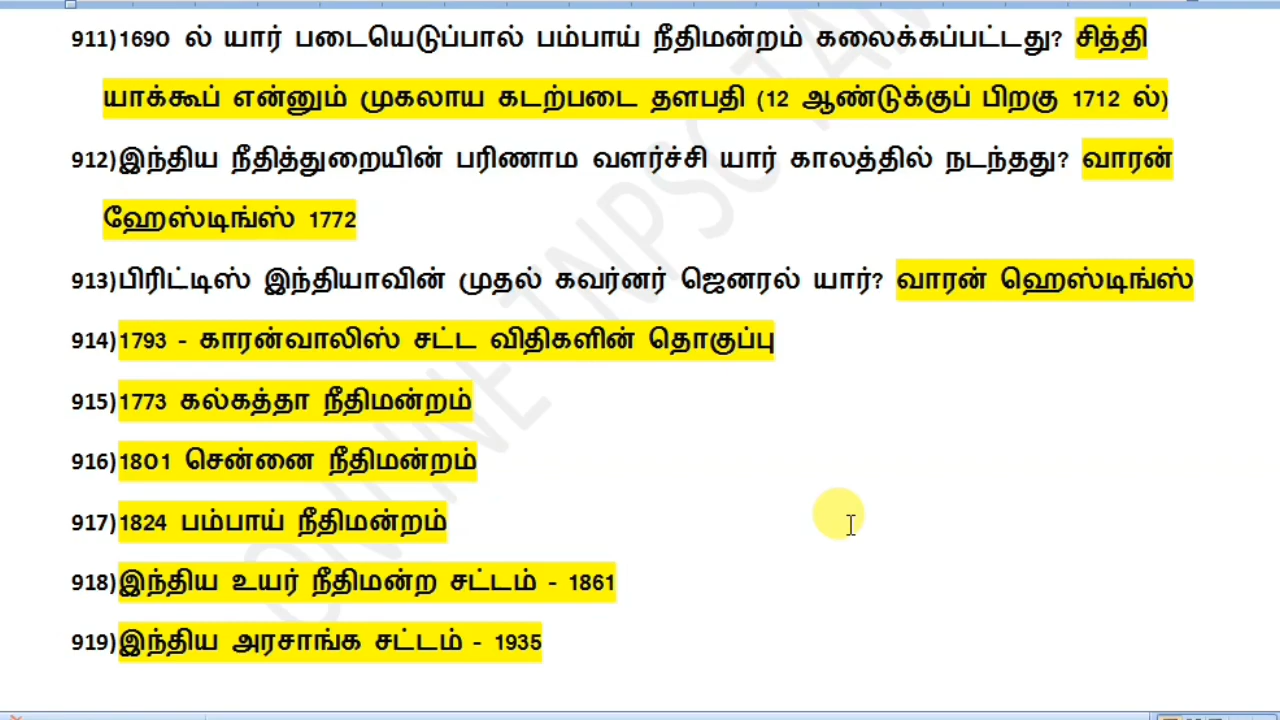 911)1690 ல் யார் படையெடுப்பால் பம்பாய் நீதிமன்றம் கலைக்கப்பட்டது? சித்தி
யாக்கூப் என்னும் முகலாய கடற்படை தளபதி (12 ஆண்டுக்குப் பிறகு 1712 ல்)
912)இந்திய நீதித்துறையின் பரிணாம வளர்ச்சி யார் காலத்தில் நடந்தது? வாரன்
ஹேஸ்டிங்ஸ் 1772
913)பிரிட்டிஸ் இந்தியாவின் முதல் கவர்னர் ஜெனரல் யார்? வாரன் ஹெஸ்டிங்ஸ்
914)1793 - காரன்வாலிஸ் சட்ட விதிகளின் தொகுப்பு
915)1773 கல்கத்தா நீதிமன்றம்
916)1801 சென்னை நீதிமன்றம்
917)1824 பம்பாய் நீதிமன்றம்
918)இந்திய உயர் நீதிமன்ற சட்டம் - 1861
919)இந்திய அரசாங்க சட்டம் - 1935